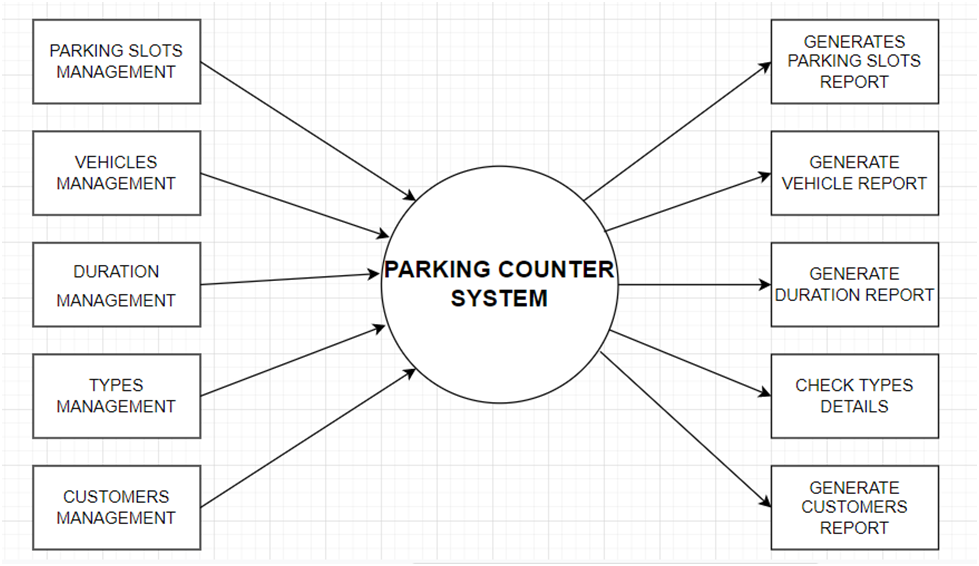 PARKING SLOTS
MANAGEMENT
VEHICLES
MANAGEMENT
DURATION
MANAGEMENT
TYPES
MANAGEMENT
CUSTOMERS
MANAGEMENT
PARKING COUNTER
SYSTEM
GENERATES
PARKING SLOTS
REPORT
GENERATE
VEHICLE REPORT
GENERATE
DURATION REPORT
CHECK TYPES
DETAILS
GENERATE
CUSTOMERS
REPORT